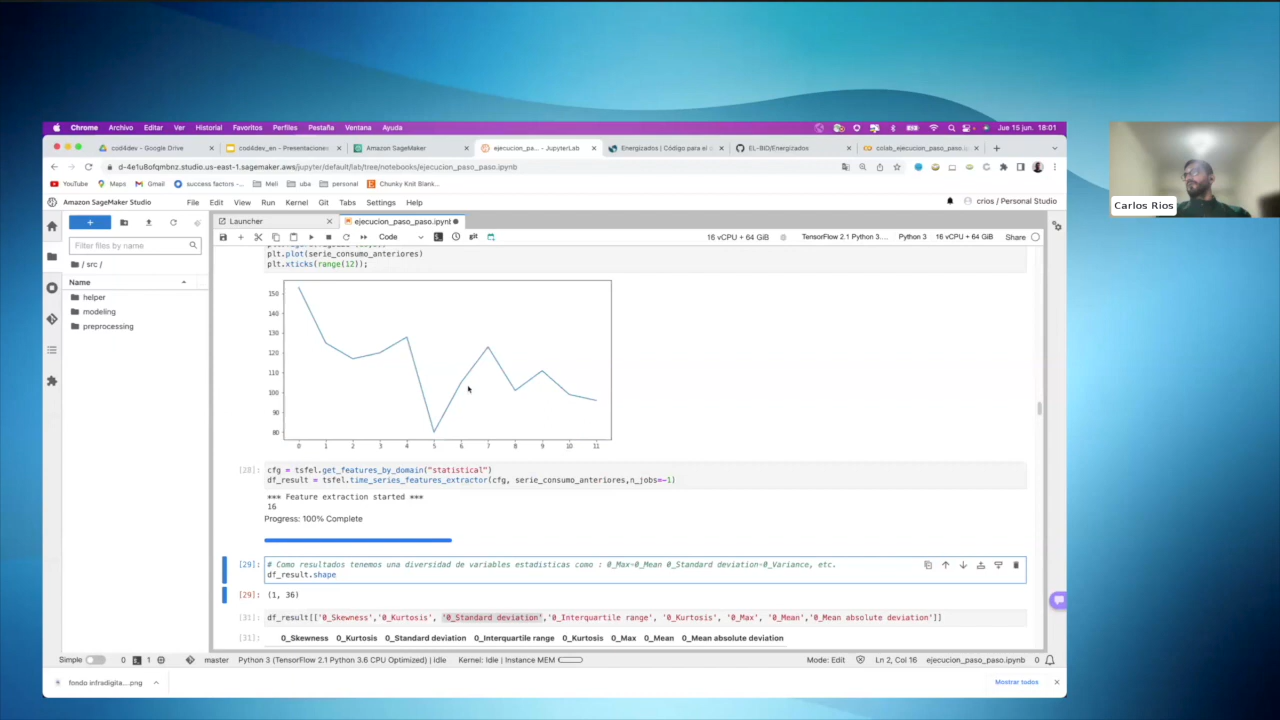 Chrome Archivo Editar Ver Historial Favoritos Perfiles Pestaña Ventana Ayuda Jue 15 jun. 18:01
cod4dev - Google Drive cod4dev_en - Presentaciones Amazon SageMaker ejecucion_pa... - JupyterLab Energizados | Código para el EL-BID/Energizados
d-4e1u8ofqmbnz.studio.us-east-1.sagemaker.aws/jupyter/default/lab/tree/notebooks/ejecucion_paso_paso.ipynb
YouTube Maps Gmail success factors -... Meli uba personal Chunky Knit Blank...
Amazon SageMaker Studio File Edit View Run Kernel Git Tabs Settings Help crios / Personal Studio
Carlos Rios
Launcher ejecucion_paso_paso.ipynb
+ Code 16 vCPU + 64 GiB TensorFlow 2.1 Python 3... Python 3 16 vCPU + 64 GiB Share
Filter files by name
/ src /
Name
helper
modeling
preprocessing
plt.plot(serie_consumo_anteriores)
plt.xticks(range(12));
150
140
130
120
110
100
90
80
0 1 2 3 4 5 6 7 8 9 10 11
[28]: cfg = tsfel.get_features_by_domain("statistical")
df_result = tsfel.time_series_features_extractor(cfg, serie_consumo_anteriores,n_jobs=-1)
*** Feature extraction started ***
16
Progress: 100% Complete
[29]: # Como resultados tenemos una diversidad de variables estadisticas como : 0_Max=0_Mean 0_Standard deviation-0_Variance, etc.
df_result.shape
[29]: (1, 36)
[31]: df_result[['0_Skewness','0_Kurtosis', '0_Standard deviation','0_Interquartile range', '0_Kurtosis', '0_Max', '0_Mean','0_Mean absolute deviation']]
[31]: 0_Skewness 0_Kurtosis 0_Standard deviation 0_Interquartile range 0_Kurtosis 0_Max 0_Mean 0_Mean absolute deviation
Simple 0 1 master Python 3 (TensorFlow 2.1 Python 3.6 CPU Optimized) | Idle Kernel: Idle | Instance MEM Mode: Edit Ln 2, Col 16 ejecucion_paso_paso.ipynb 0
fondo infradigita....png Mostrar todos